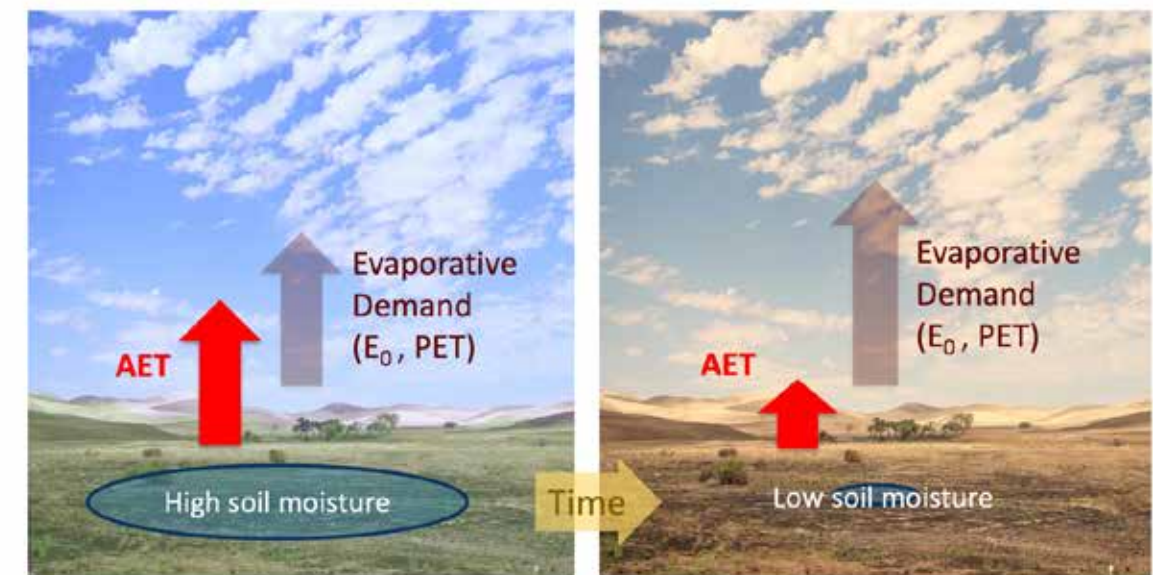 Evaporative
Demand
(E₀ , PET)
AET
High soil moisture
Time
Evaporative
Demand
(E₀ , PET)
AET
Low soil moisture